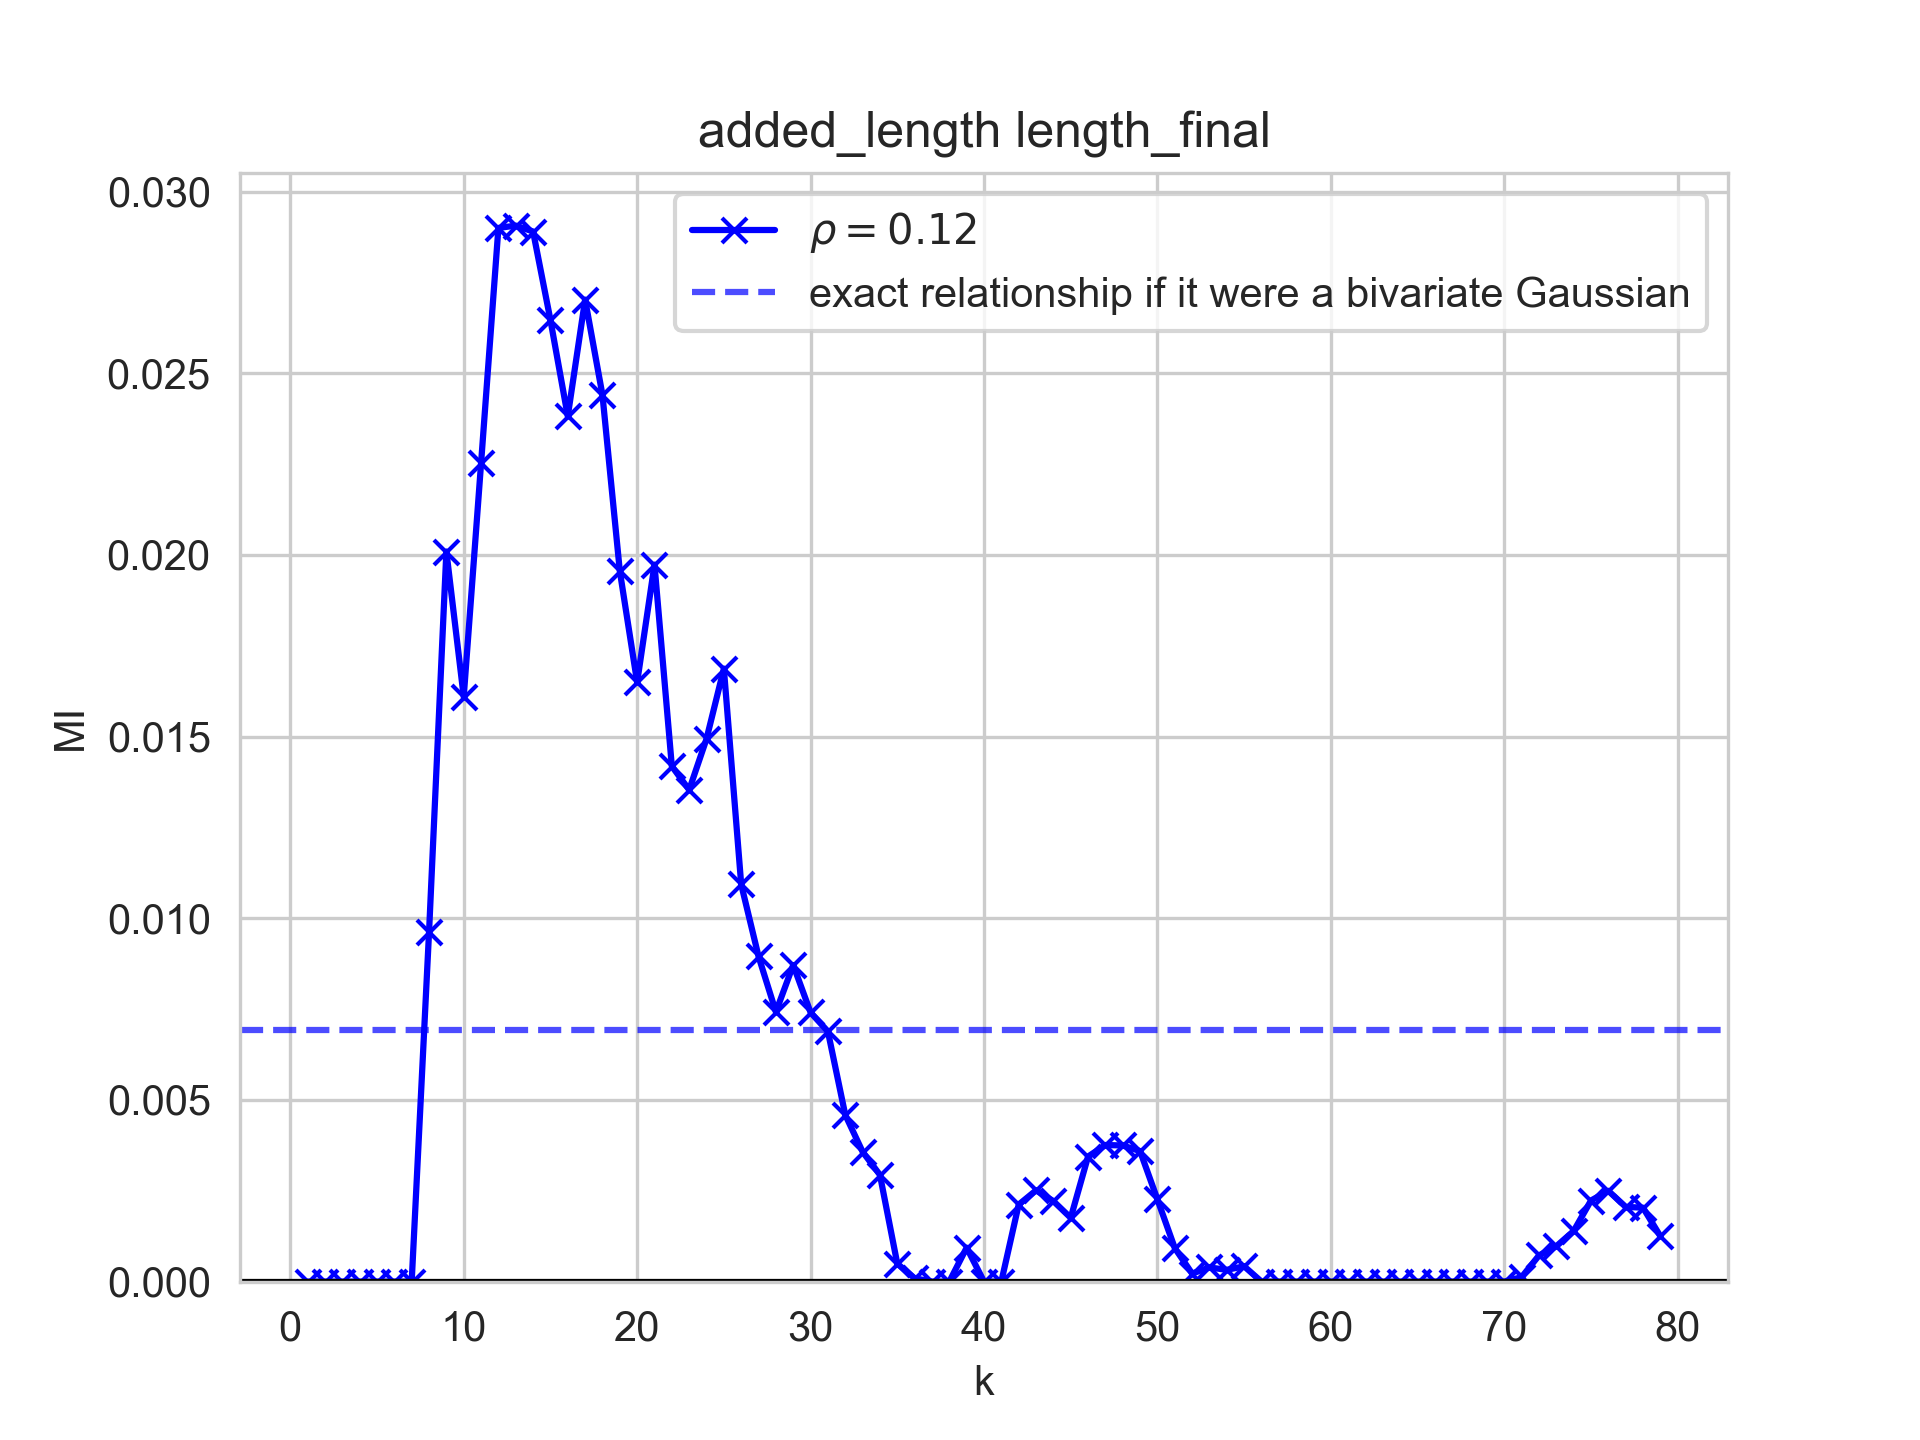 added_length length_final
ρ = 0.12
exact relationship if it were a bivariate Gaussian
MI
0.030
0.025
0.020
0.015
0.010
0.005
0.000
0 10 20 30 40 50 60 70 80
k